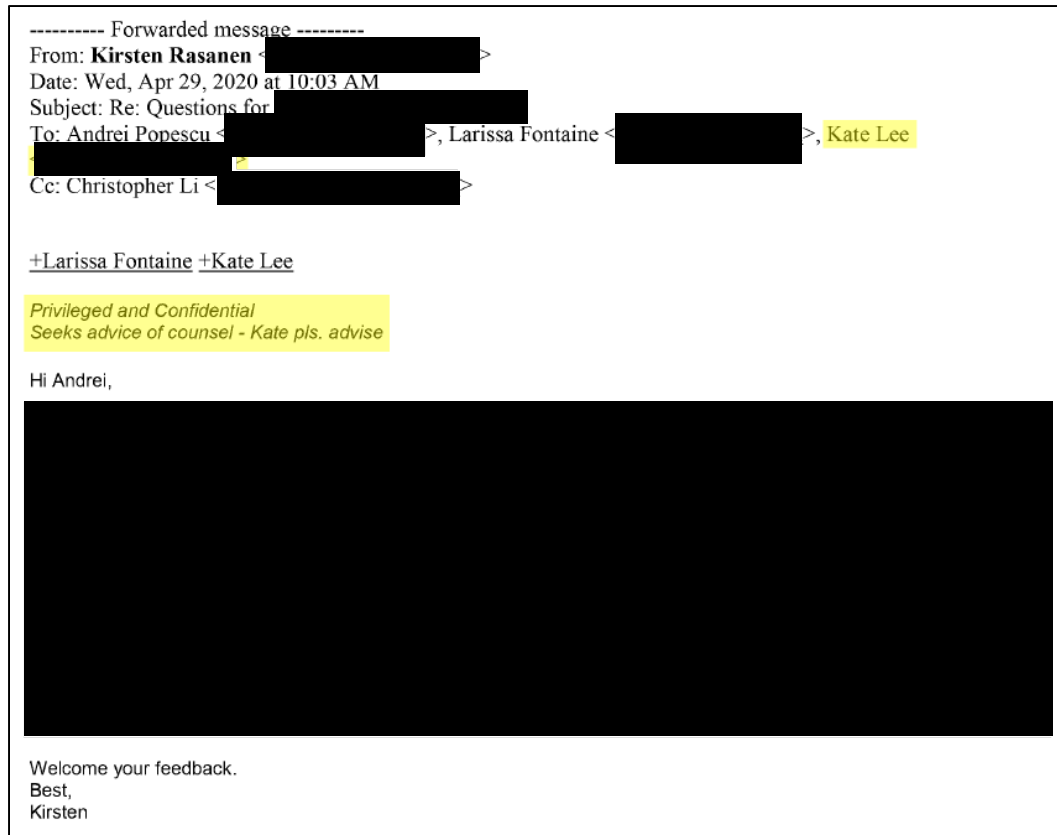 ---------- Forwarded message ---------
From: Kirsten Rasanen < >
Date: Wed, Apr 29, 2020 at 10:03 AM
Subject: Re: Questions for
To: Andrei Popescu < >, Larissa Fontaine < >, Kate Lee
< >
Cc: Christopher Li < >
+Larissa Fontaine +Kate Lee
Privileged and Confidential
Seeks advice of counsel - Kate pls. advise
Hi Andrei,
Welcome your feedback.
Best,
Kirsten